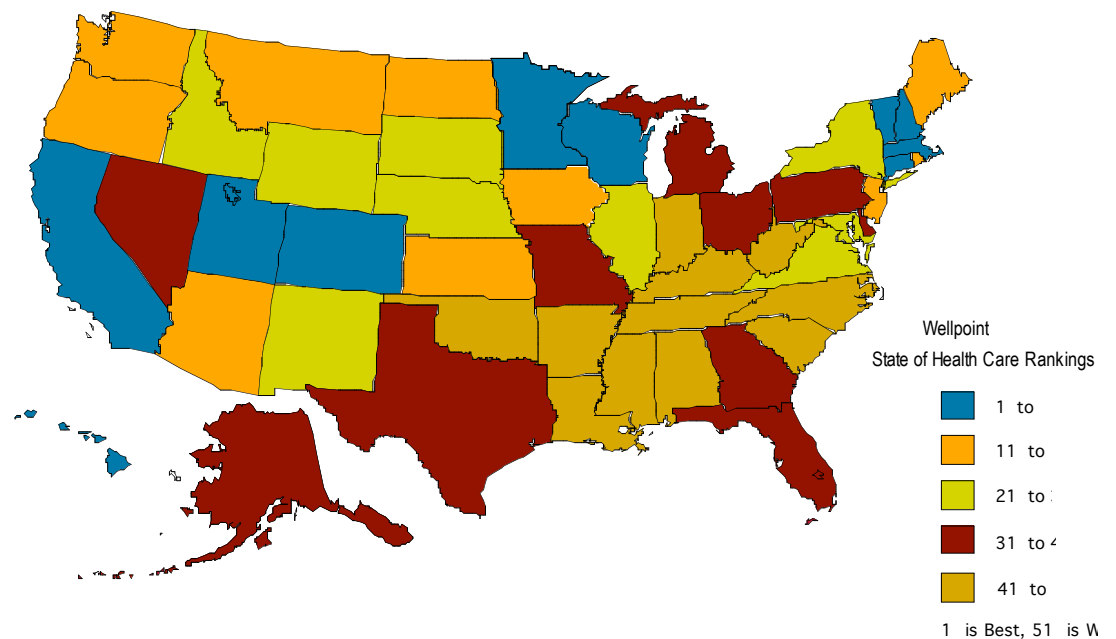 Wellpoint
State of Health Care Rankings
1 to
11 to
21 to
31 to
41 to
1 is Best, 51 is